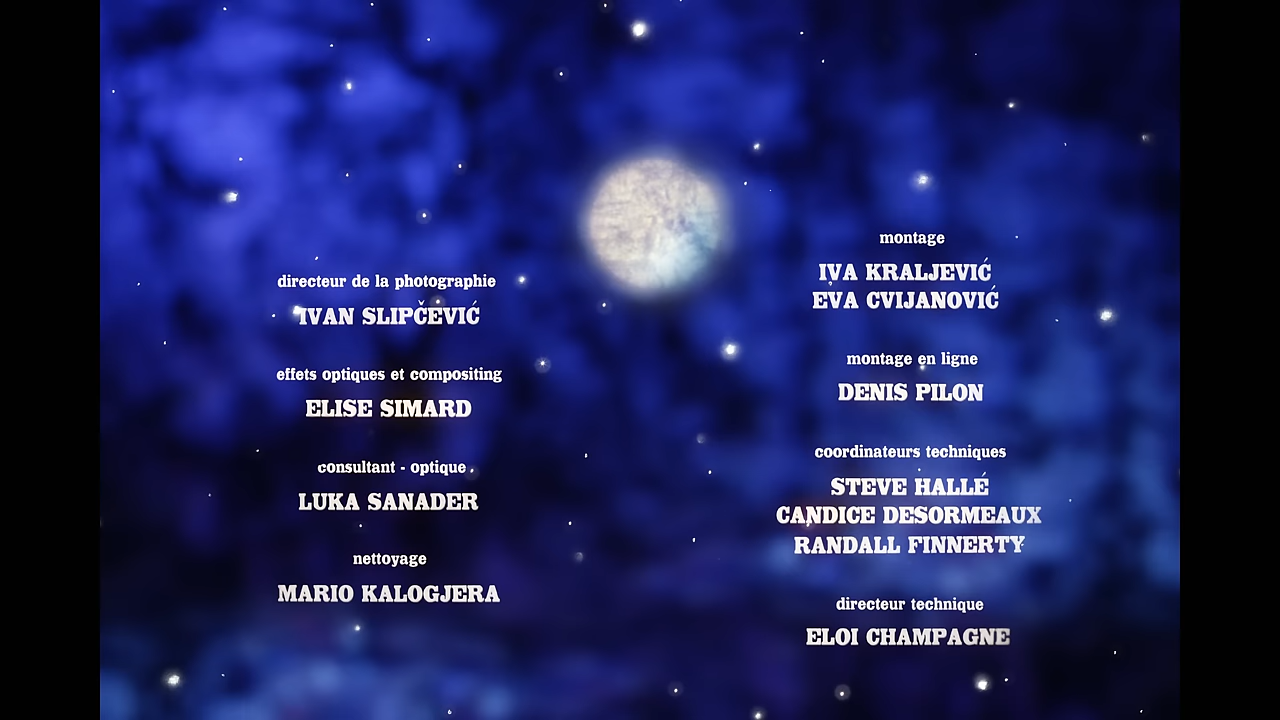 directeur de la photographie
IVAN SLIPČEVIĆ
effets optiques et compositing
ELISE SIMARD
consultant - optique
LUKA SANADER
nettoyage
MARIO KALOGJERA
montage
IVA KRALJEVIĆ
EVA CVIJANOVIĆ
montage en ligne
DENIS PILON
coordinateurs techniques
STEVE HALLÉ
CANDICE DESORMEAUX
RANDALL FINNERTY
directeur technique
ELOI CHAMPAGNE